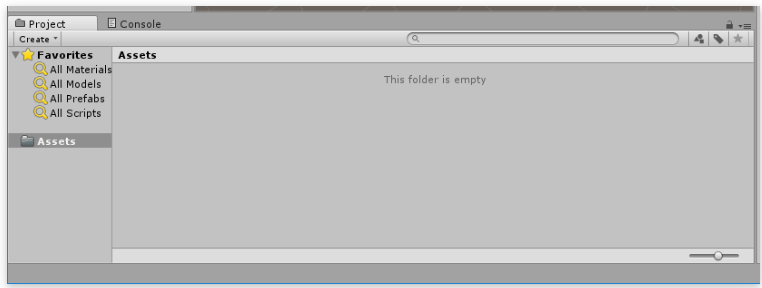 Project
Console
Create
Favorites
All Materials
All Models
All Prefabs
All Scripts
Assets
Assets
This folder is empty